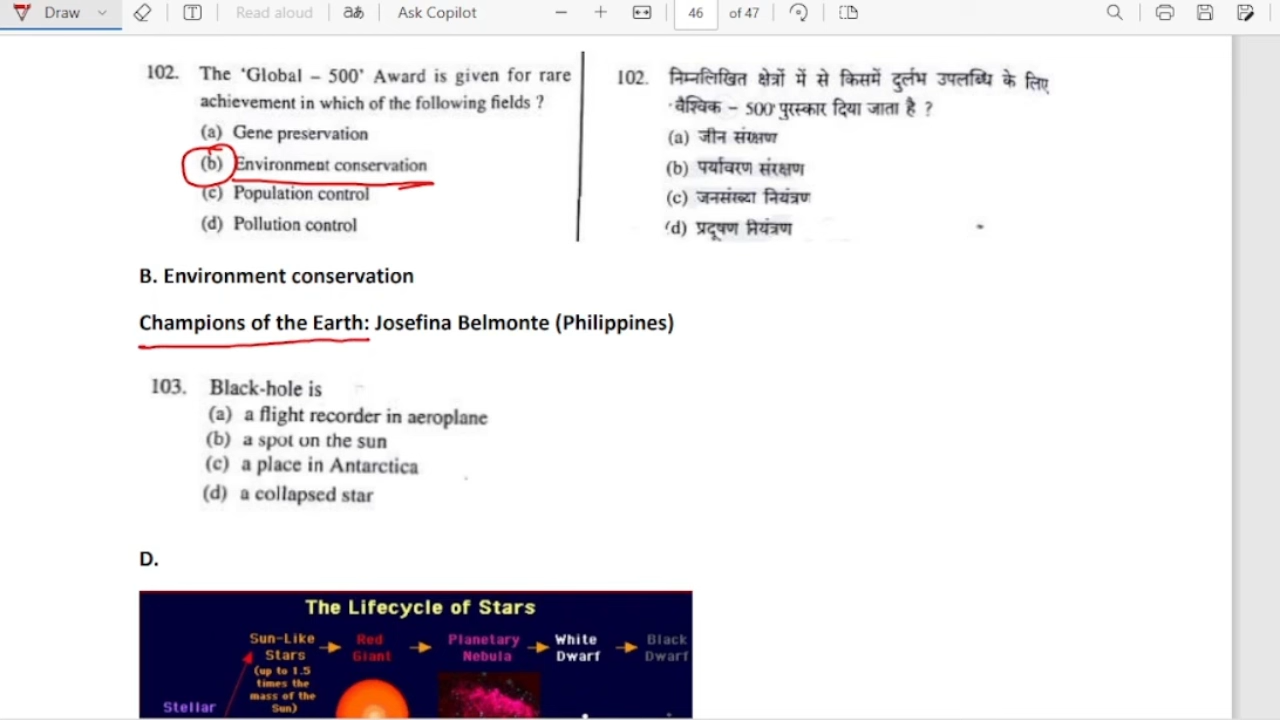 Draw
Read aloud
aあ
Ask Copilot
46 of 47
102. The ‘Global – 500’ Award is given for rare
achievement in which of the following fields ?
(a) Gene preservation
(b) Environment conservation
(c) Population control
(d) Pollution control
102. निम्नलिखित क्षेत्रों में से किसमें दुर्लभ उपलब्धि के लिए
वैश्विक – 500 पुरस्कार दिया जाता है ?
(a) जीन संरक्षण
(b) पर्यावरण संरक्षण
(c) जनसंख्या नियंत्रण
(d) प्रदूषण नियंत्रण
B. Environment conservation
Champions of the Earth: Josefina Belmonte (Philippines)
103. Black-hole is
(a) a flight recorder in aeroplane
(b) a spot on the sun
(c) a place in Antarctica
(d) a collapsed star
D.
The Lifecycle of Stars
Sun-Like
Stars
(up to 1.5
times the
mass of the
Sun)
Red
Giant
Planetary
Nebula
White
Dwarf
Black
Dwarf
Stellar